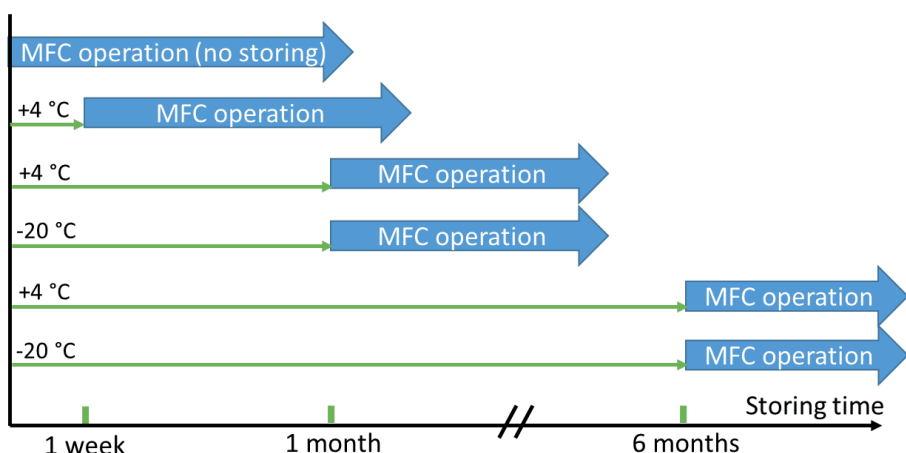 MFC operation (no storing)
+4 °C
MFC operation
+4 °C
MFC operation
-20 °C
MFC operation
+4 °C
MFC operation
-20 °C
MFC operation
Storing time
1 week
1 month
6 months